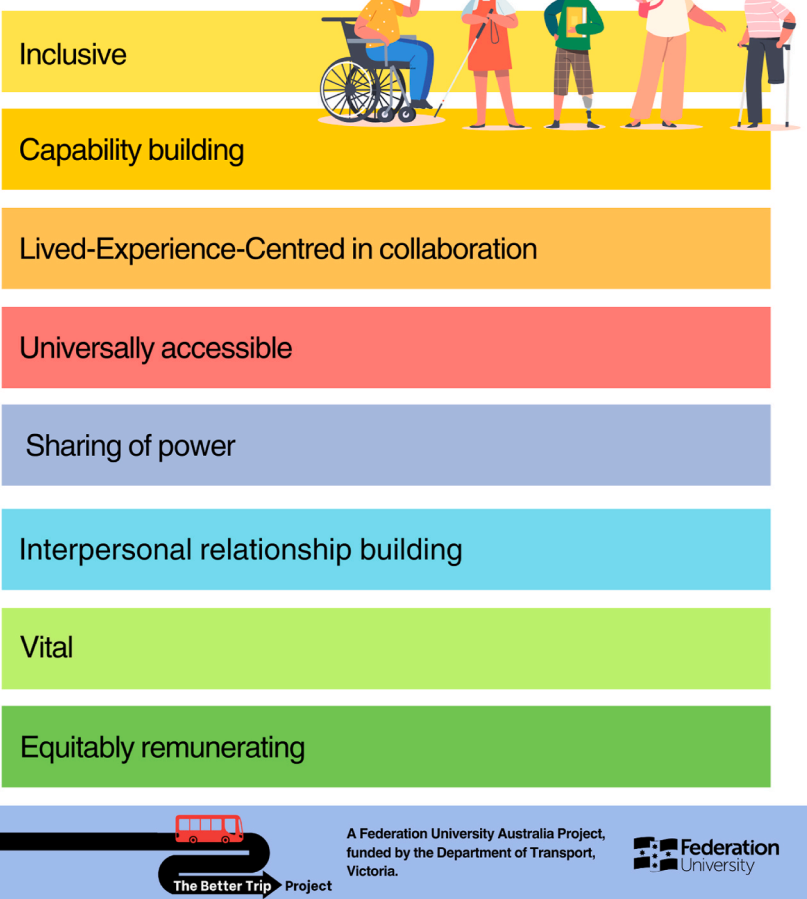 Inclusive
Capability building
Lived-Experience-Centred in collaboration
Universally accessible
Sharing of power
Interpersonal relationship building
Vital
Equitably remunerating
The Better Trip Project
A Federation University Australia Project,
funded by the Department of Transport,
Victoria.
Federation
University